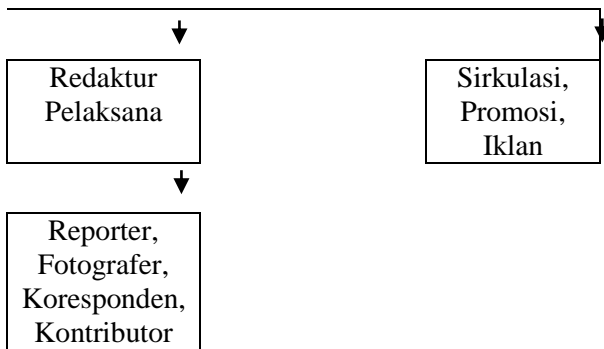 Redaktur
Pelaksana
Sirkulasi,
Promosi,
Iklan
Reporter,
Fotografer,
Koresponden,
Kontributor